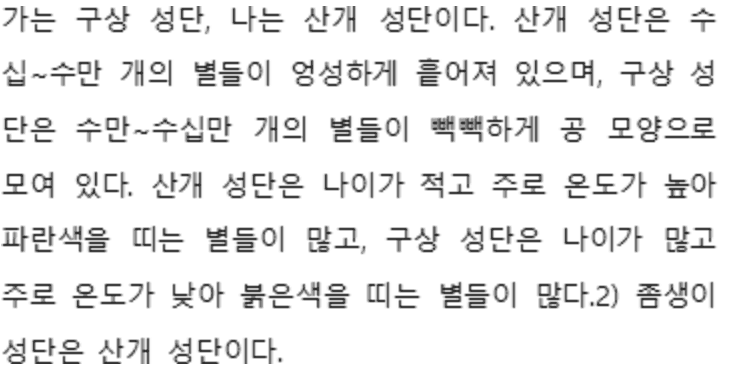 가는 구상 성단, 나는 산개 성단이다. 산개 성단은 수
십~수만 개의 별들이 엉성하게 흩어져 있으며, 구상 성
단은 수만~수십만 개의 별들이 빽빽하게 공 모양으로
모여 있다. 산개 성단은 나이가 적고 주로 온도가 높아
파란색을 띠는 별들이 많고, 구상 성단은 나이가 많고
주로 온도가 낮아 붉은색을 띠는 별들이 많다.2) 좀생이
성단은 산개 성단이다.